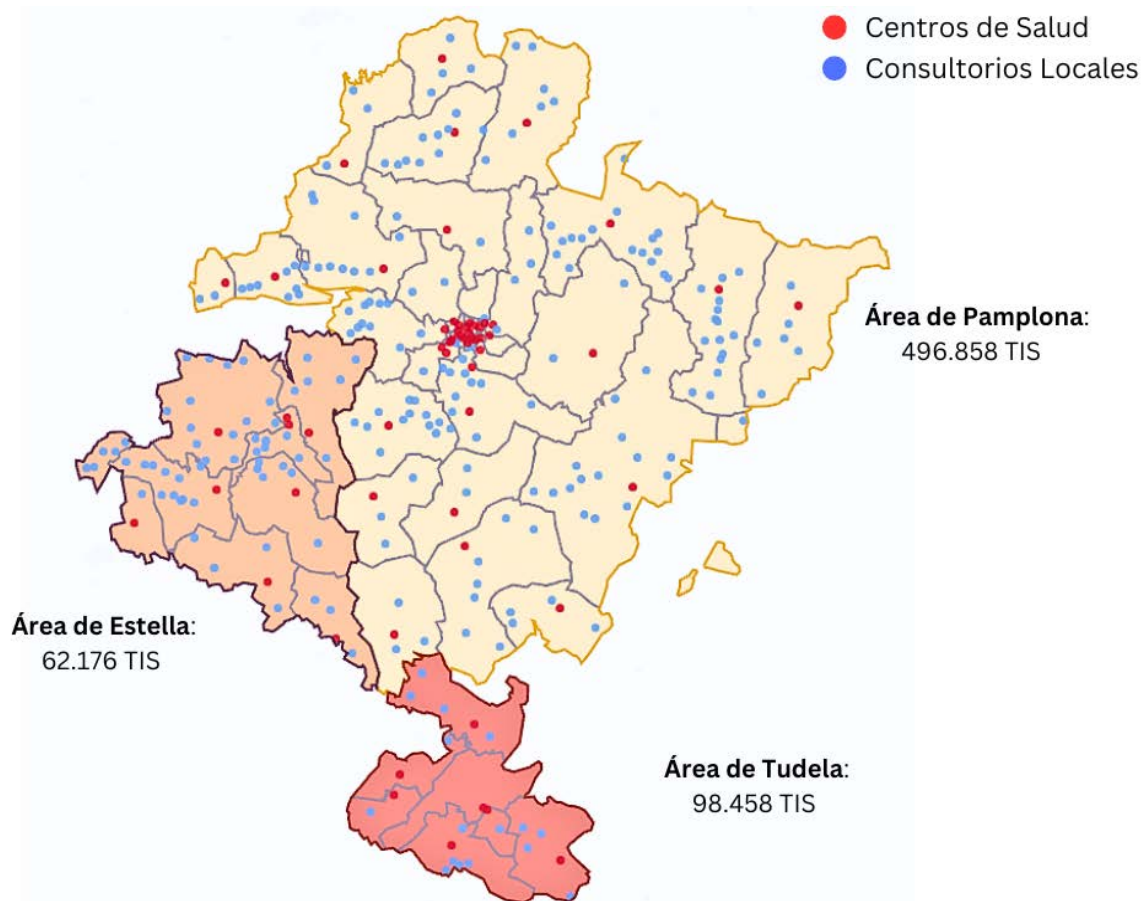 Centros de Salud
Consultorios Locales
Área de Pamplona:
496.858 TIS
Área de Estella:
62.176 TIS
Área de Tudela:
98.458 TIS